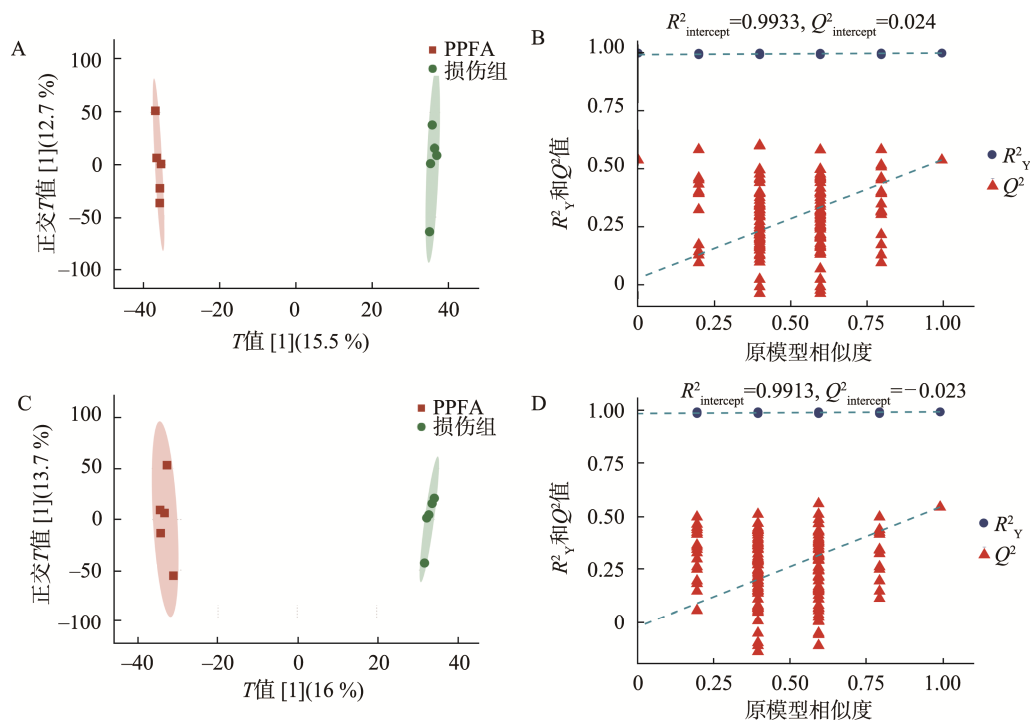 A
正交T值 [1](12.7 %)
100
50
0
−50
−100
−40
−20
0
20
40
T值 [1](15.5 %)
PPFA
损伤组
B
R²intercept=0.9933, Q²intercept=0.024
R²Y和Q²值
1.00
0.75
0.50
0.25
0
0
0.25
0.50
0.75
1.00
原模型相似度
R²Y
Q²
C
正交T值 [1](13.7 %)
100
50
0
−50
−100
−40
−20
0
20
40
T值 [1](16 %)
PPFA
损伤组
D
R²intercept=0.9913, Q²intercept=−0.023
R²Y和Q²值
1.00
0.75
0.50
0.25
0
0
0.25
0.50
0.75
1.00
原模型相似度
R²Y
Q²